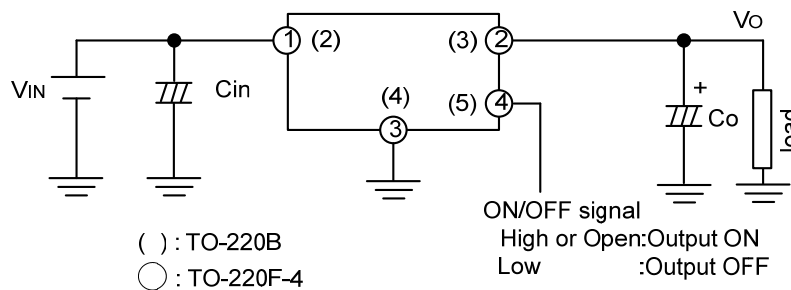 VO
① (2) (3) ②
VIN Cin + Co load
(4) (5) ④
③
ON/OFF signal
High or Open:Output ON
Low :Output OFF
( ) : TO-220B
◯ : TO-220F-4